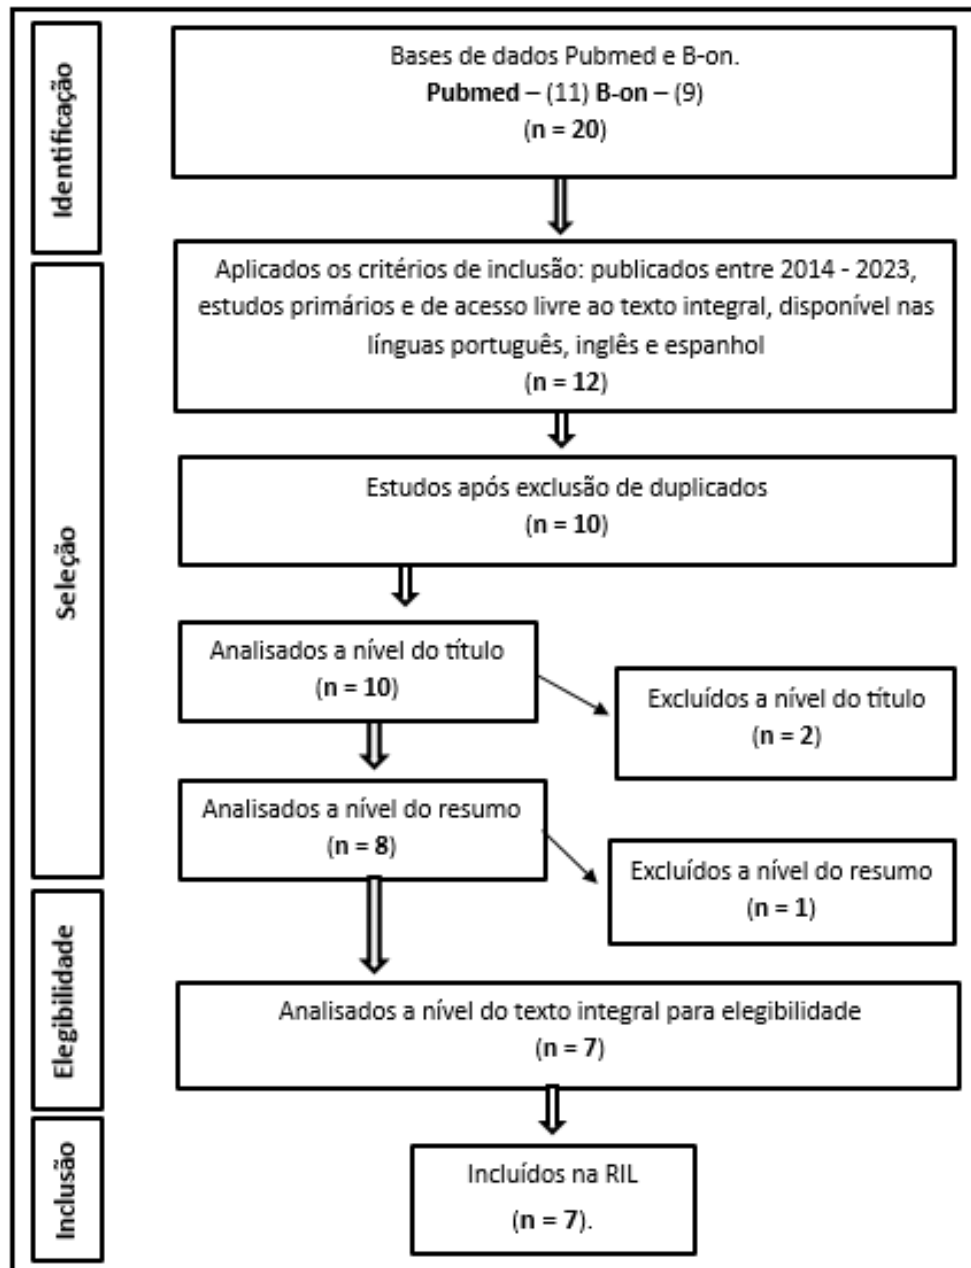 Identificação
Bases de dados Pubmed e B-on.
Pubmed – (11) B-on – (9)
(n = 20)
Seleção
Aplicados os critérios de inclusão: publicados entre 2014 - 2023,
estudos primários e de acesso livre ao texto integral, disponível nas
línguas português, inglês e espanhol
(n = 12)
Estudos após exclusão de duplicados
(n = 10)
Analisados a nível do título
(n = 10)
Excluídos a nível do título
(n = 2)
Analisados a nível do resumo
(n = 8)
Excluídos a nível do resumo
(n = 1)
Elegibilidade
Analisados a nível do texto integral para elegibilidade
(n = 7)
Inclusão
Incluídos na RIL
(n = 7).